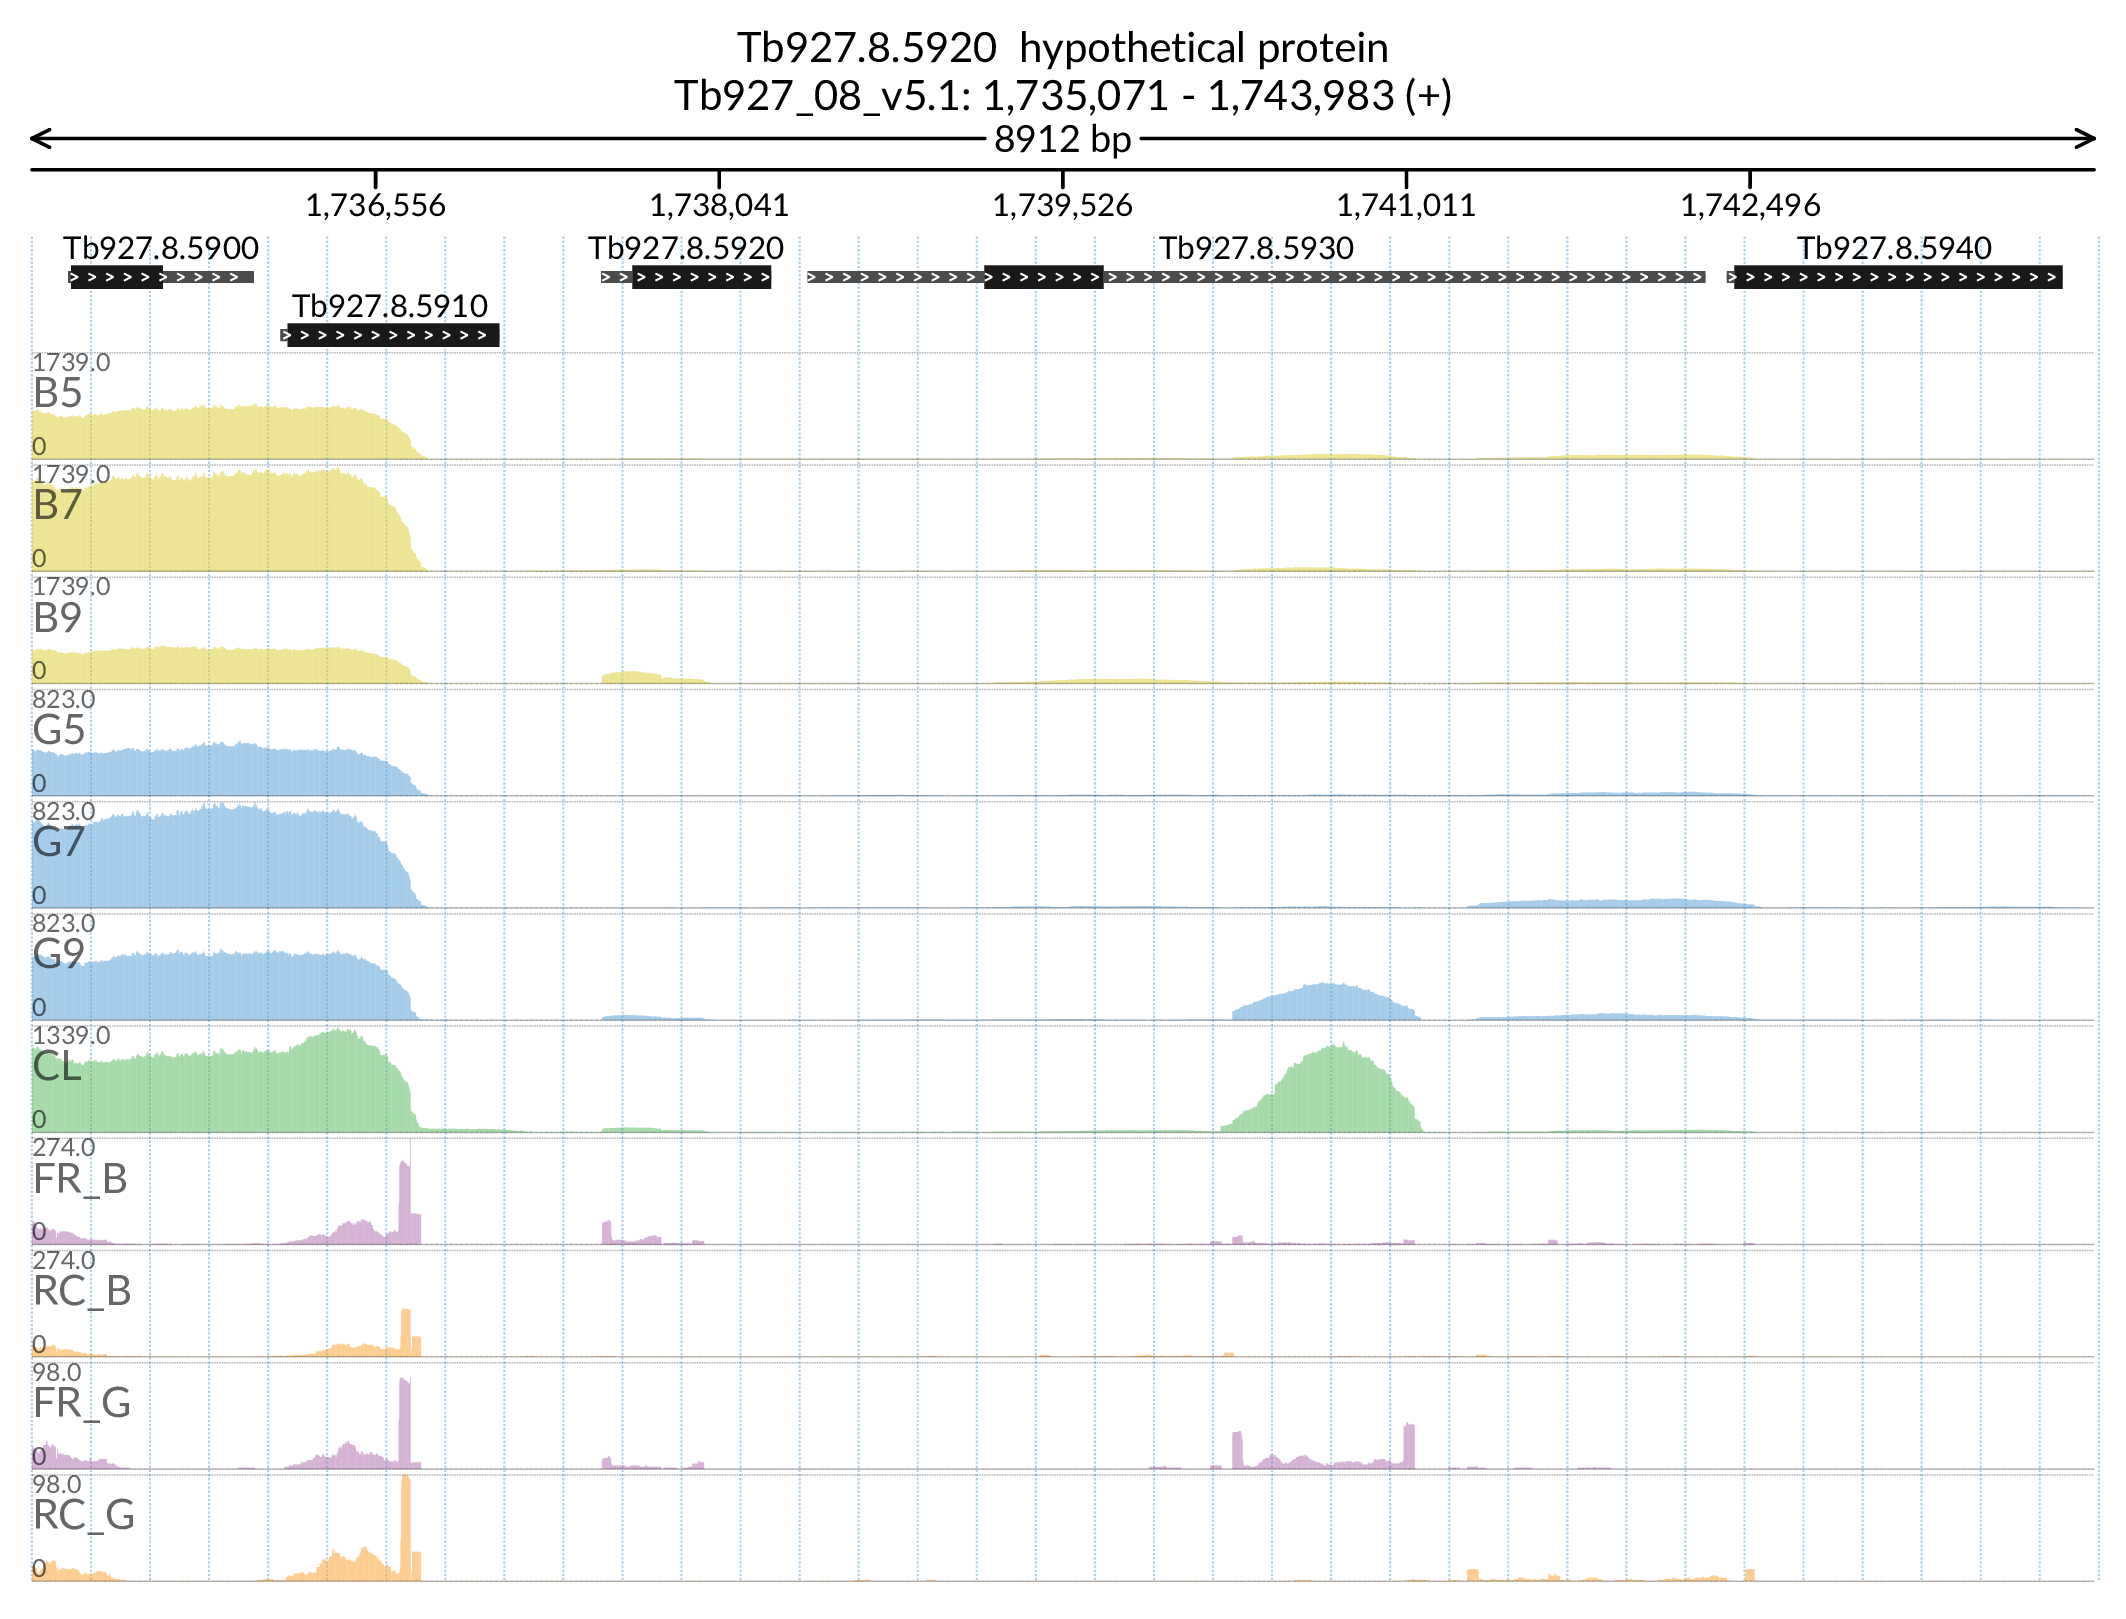 Tb927.8.5920  hypothetical protein
Tb927_08_v5.1: 1,735,071 - 1,743,983 (+)
8912 bp
1,736,556 1,738,041 1,739,526 1,741,011 1,742,496
Tb927.8.5900 Tb927.8.5920 Tb927.8.5930 Tb927.8.5940
Tb927.8.5910
1739.0
B5
0
1739.0
B7
0
1739.0
B9
0
823.0
G5
0
823.0
G7
0
823.0
G9
0
1339.0
CL
0
274.0
FR_B
0
274.0
RC_B
0
98.0
FR_G
0
98.0
RC_G
0